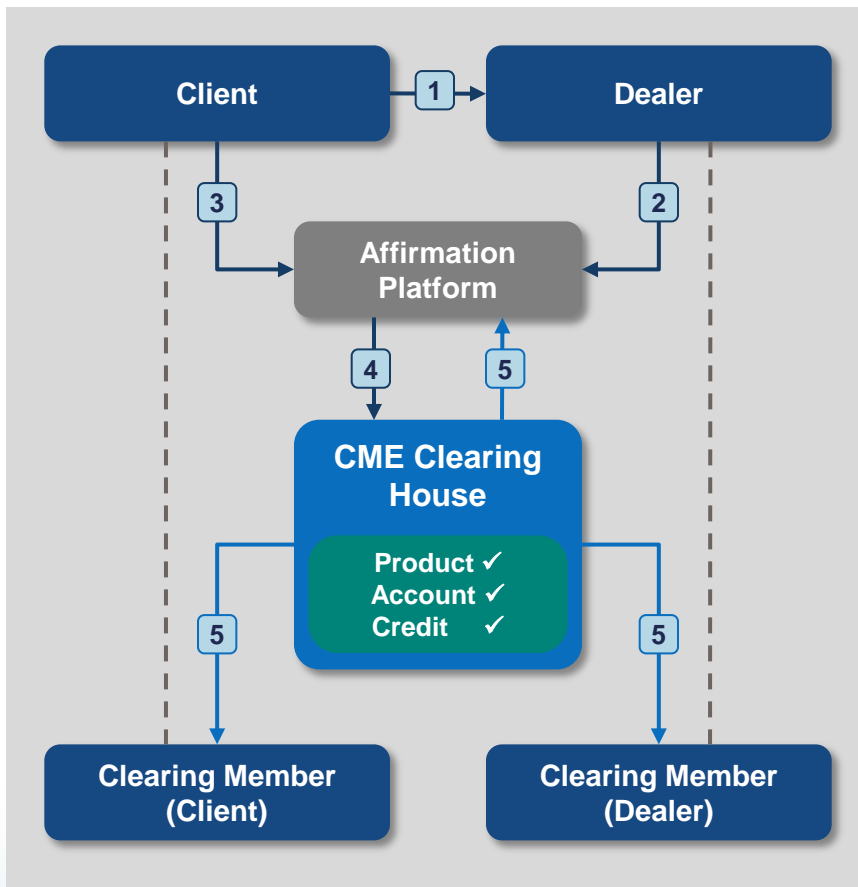 Client
1
Dealer
3
2
Affirmation
Platform
4
5
CME Clearing
House
Product ✓
Account ✓
Credit ✓
5
5
Clearing Member
(Client)
Clearing Member
(Dealer)